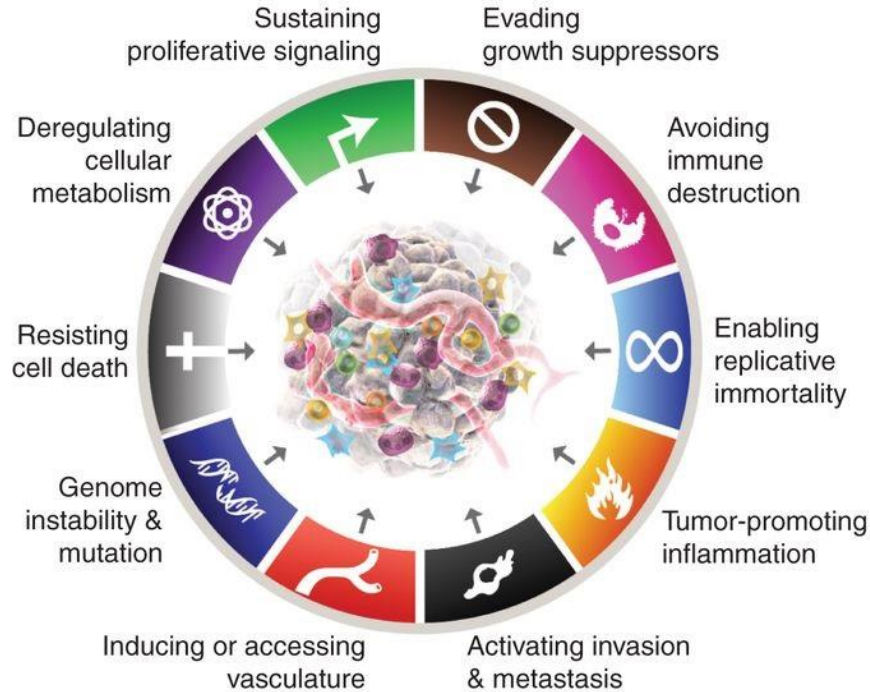 Sustaining
proliferative signaling
Evading
growth suppressors
Deregulating
cellular
metabolism
Avoiding
immune
destruction
Resisting
cell death
Enabling
replicative
immortality
Genome
instability &
mutation
Tumor-promoting
inflammation
Inducing or accessing
vasculature
Activating invasion
& metastasis